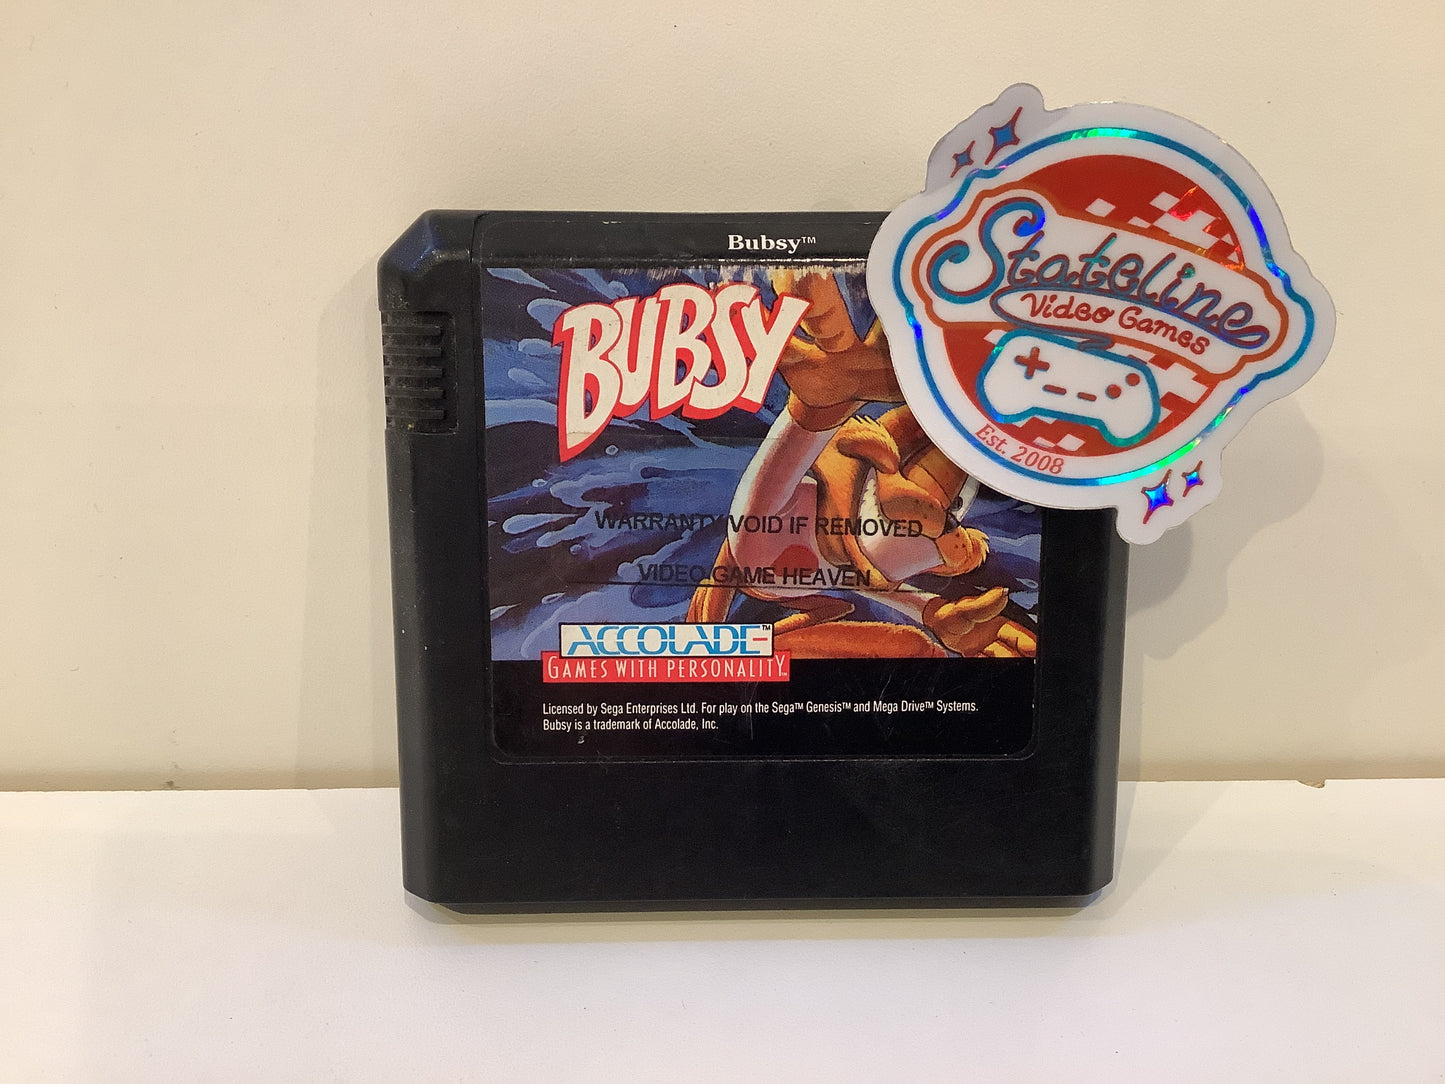 Bubsy™
BUBSY
WARRANTY VOID IF REMOVED
VIDEO GAME HEAVEN
ACCOLADE™
GAMES WITH PERSONALITY™
Licensed by Sega Enterprises Ltd. For play on the Sega™ Genesis™ and Mega Drive™ Systems.
Bubsy is a trademark of Accolade, Inc.
Stateline
Video Games
Est. 2008